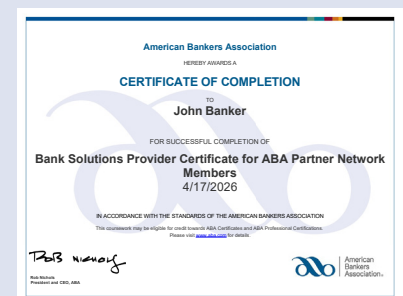 American Bankers Association
HEREBY AWARDS A
CERTIFICATE OF COMPLETION
TO
John Banker
FOR SUCCESSFUL COMPLETION OF
Bank Solutions Provider Certificate for ABA Partner Network
Members
4/17/2026
IN ACCORDANCE WITH THE STANDARDS OF THE AMERICAN BANKERS ASSOCIATION
This coursework may be eligible for credit towards ABA Certificates and ABA Professional Certifications.
Please visit www.aba.com for details.
Rob Nichols
Rob Nichols
President and CEO, ABA
aba
American
Bankers
Association®